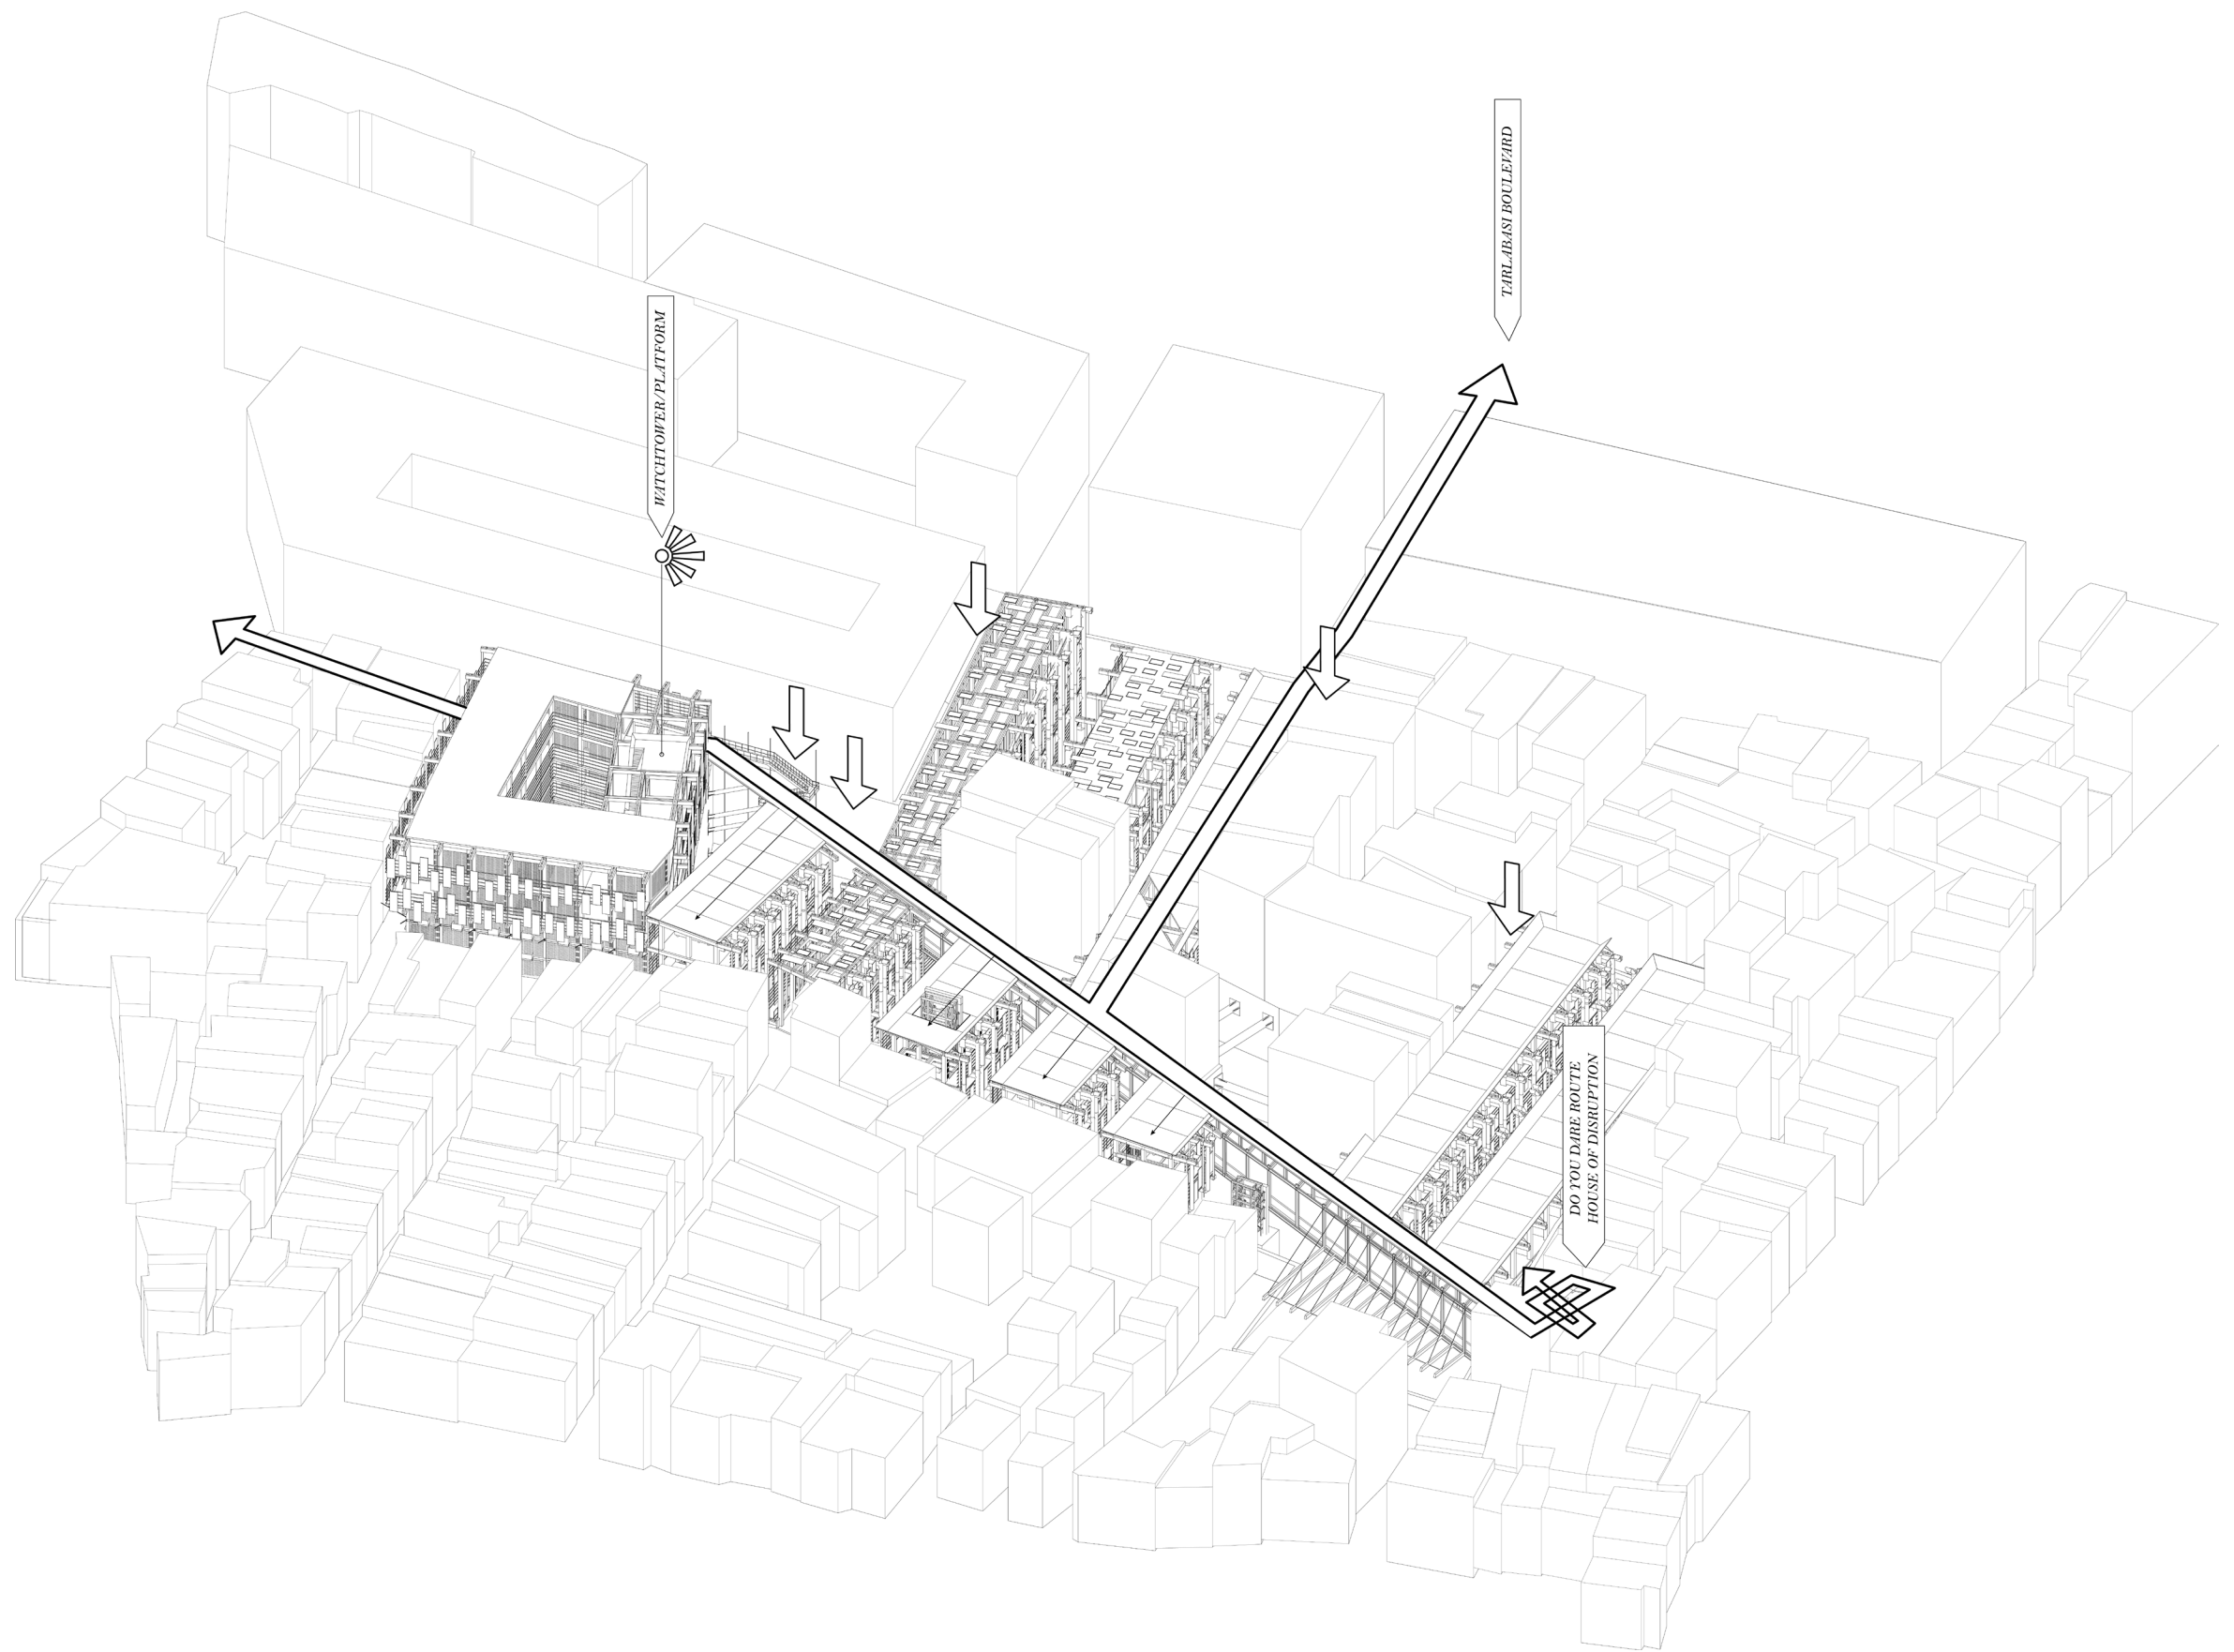 WATCHTOWER/PLATFORM
TARLABASI BOULEVARD
DO YOU DARE ROUTE
HOUSE OF DISRUPTION